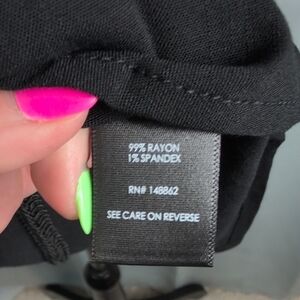 99% RAYON
1% SPANDEX
RN# 148862
SEE CARE ON REVERSE